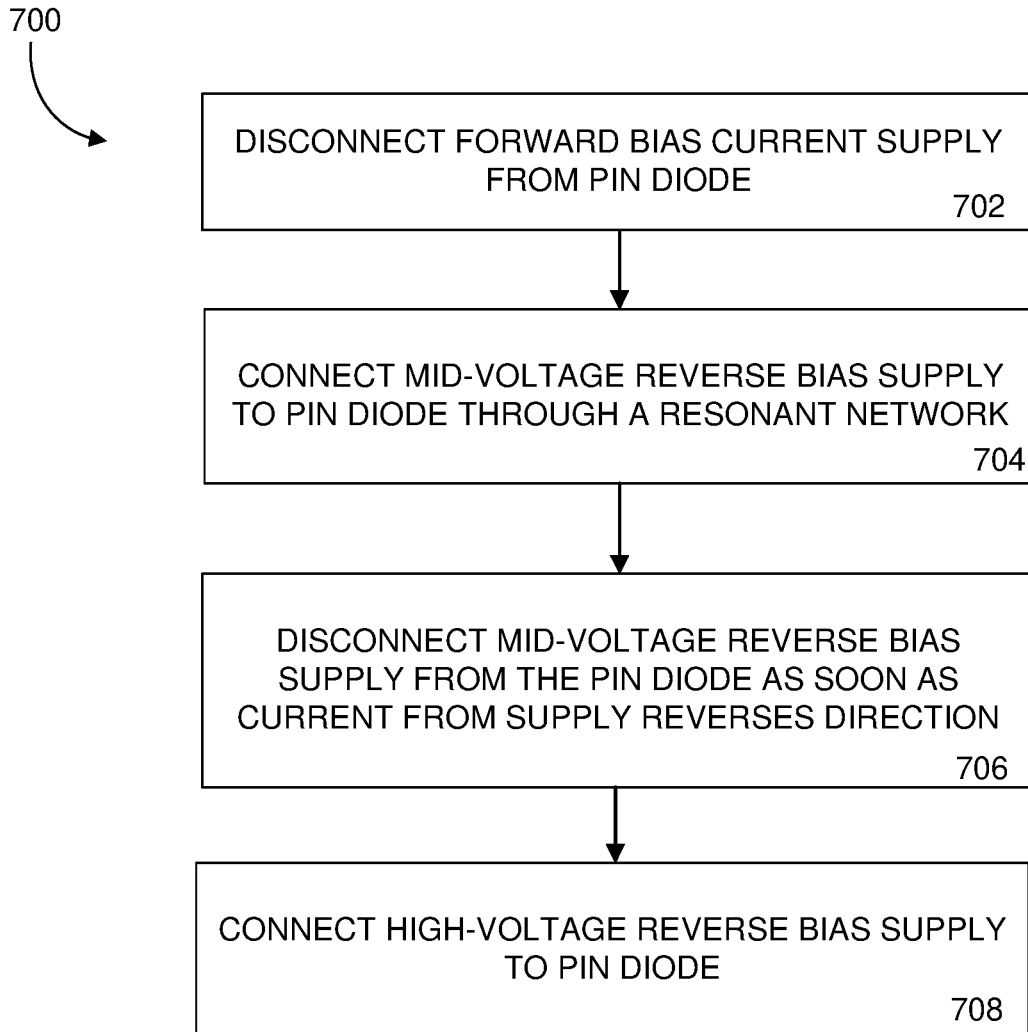 700
DISCONNECT FORWARD BIAS CURRENT SUPPLY
FROM PIN DIODE
702
CONNECT MID-VOLTAGE REVERSE BIAS SUPPLY
TO PIN DIODE THROUGH A RESONANT NETWORK
704
DISCONNECT MID-VOLTAGE REVERSE BIAS
SUPPLY FROM THE PIN DIODE AS SOON AS
CURRENT FROM SUPPLY REVERSES DIRECTION
706
CONNECT HIGH-VOLTAGE REVERSE BIAS SUPPLY
TO PIN DIODE
708